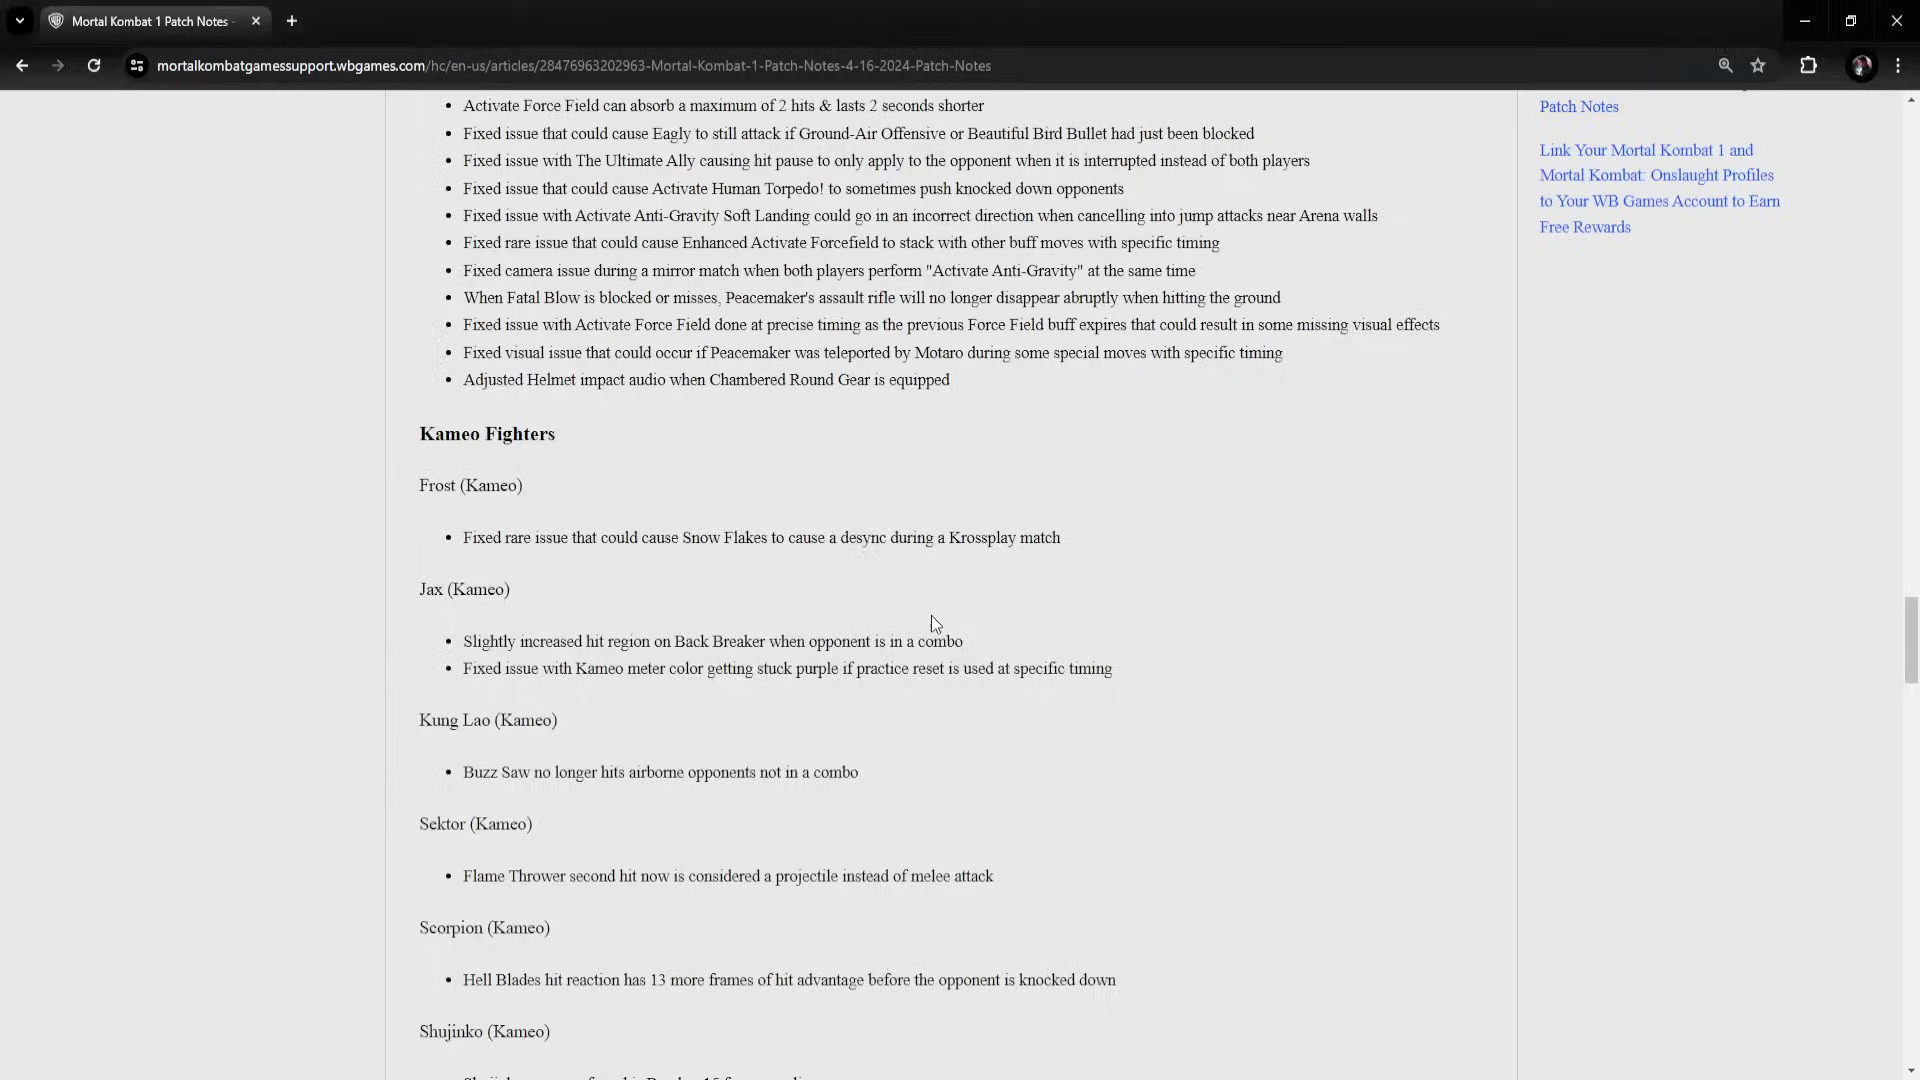 Mortal Kombat 1 Patch Notes -
mortalkombatgamessupport.wbgames.com/hc/en-us/articles/28476963202963-Mortal-Kombat-1-Patch-Notes-4-16-2024-Patch-Notes
• Activate Force Field can absorb a maximum of 2 hits & lasts 2 seconds shorter
• Fixed issue that could cause Eagly to still attack if Ground-Air Offensive or Beautiful Bird Bullet had just been blocked
• Fixed issue with The Ultimate Ally causing hit pause to only apply to the opponent when it is interrupted instead of both players
• Fixed issue that could cause Activate Human Torpedo! to sometimes push knocked down opponents
• Fixed issue with Activate Anti-Gravity Soft Landing could go in an incorrect direction when cancelling into jump attacks near Arena walls
• Fixed rare issue that could cause Enhanced Activate Forcefield to stack with other buff moves with specific timing
• Fixed camera issue during a mirror match when both players perform "Activate Anti-Gravity" at the same time
• When Fatal Blow is blocked or misses, Peacemaker's assault rifle will no longer disappear abruptly when hitting the ground
• Fixed issue with Activate Force Field done at precise timing as the previous Force Field buff expires that could result in some missing visual effects
• Fixed visual issue that could occur if Peacemaker was teleported by Motaro during some special moves with specific timing
• Adjusted Helmet impact audio when Chambered Round Gear is equipped
Kameo Fighters
Frost (Kameo)
• Fixed rare issue that could cause Snow Flakes to cause a desync during a Krossplay match
Jax (Kameo)
• Slightly increased hit region on Back Breaker when opponent is in a combo
• Fixed issue with Kameo meter color getting stuck purple if practice reset is used at specific timing
Kung Lao (Kameo)
• Buzz Saw no longer hits airborne opponents not in a combo
Sektor (Kameo)
• Flame Thrower second hit now is considered a projectile instead of melee attack
Scorpion (Kameo)
• Hell Blades hit reaction has 13 more frames of hit advantage before the opponent is knocked down
Shujinko (Kameo)
Patch Notes
Link Your Mortal Kombat 1 and
Mortal Kombat: Onslaught Profiles
to Your WB Games Account to Earn
Free Rewards